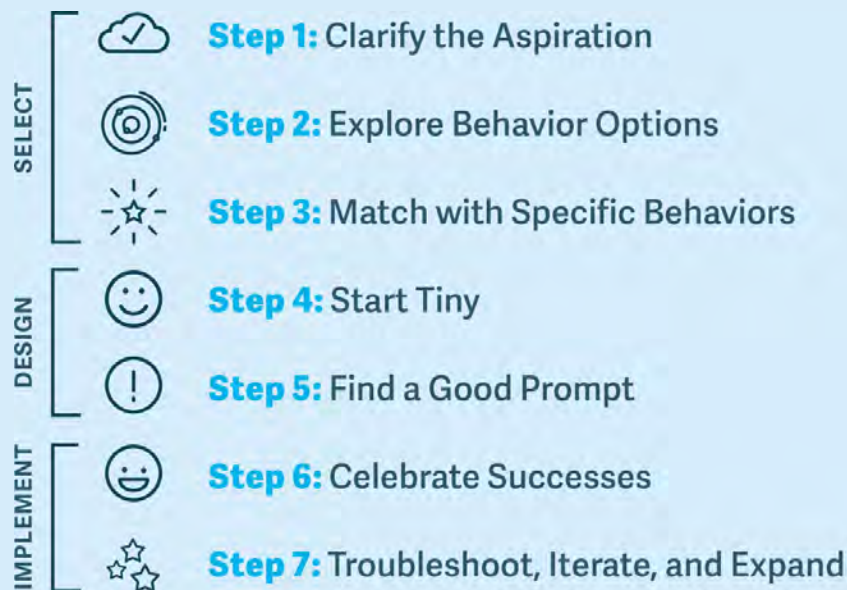 SELECT
Step 1: Clarify the Aspiration
Step 2: Explore Behavior Options
Step 3: Match with Specific Behaviors
DESIGN
Step 4: Start Tiny
Step 5: Find a Good Prompt
IMPLEMENT
Step 6: Celebrate Successes
Step 7: Troubleshoot, Iterate, and Expand